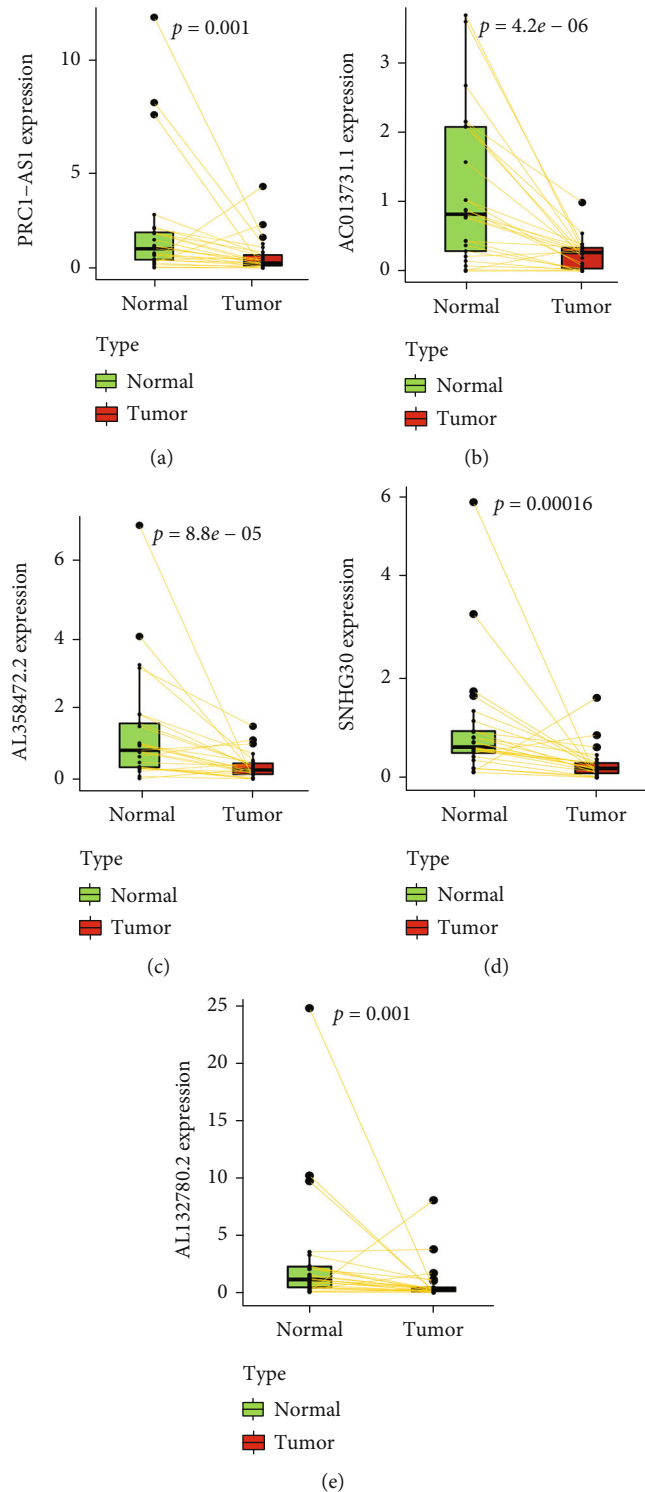 p = 0.001
PRC1−AS1 expression
10
5
0
Normal Tumor
Type
Normal
Tumor
(a)
p = 4.2e − 06
AC013731.1 expression
3
2
1
0
Normal Tumor
Type
Normal
Tumor
(b)
p = 8.8e − 05
AL358472.2 expression
6
4
2
0
Normal Tumor
Type
Normal
Tumor
(c)
p = 0.00016
SNHG30 expression
6
4
2
0
Normal Tumor
Type
Normal
Tumor
(d)
p = 0.001
AL132780.2 expression
25
20
15
10
5
0
Normal Tumor
Type
Normal
Tumor
(e)